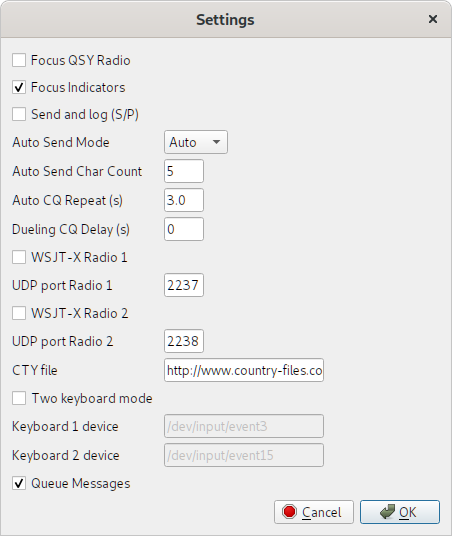 Settings
Focus QSY Radio
Focus Indicators
Send and log (S/P)
Auto Send Mode Auto
Auto Send Char Count 5
Auto CQ Repeat (s) 3.0
Dueling CQ Delay (s) 0
WSJT-X Radio 1
UDP port Radio 1 2237
WSJT-X Radio 2
UDP port Radio 2 2238
CTY file http://www.country-files.co
Two keyboard mode
Keyboard 1 device /dev/input/event3
Keyboard 2 device /dev/input/event15
Queue Messages
Cancel OK